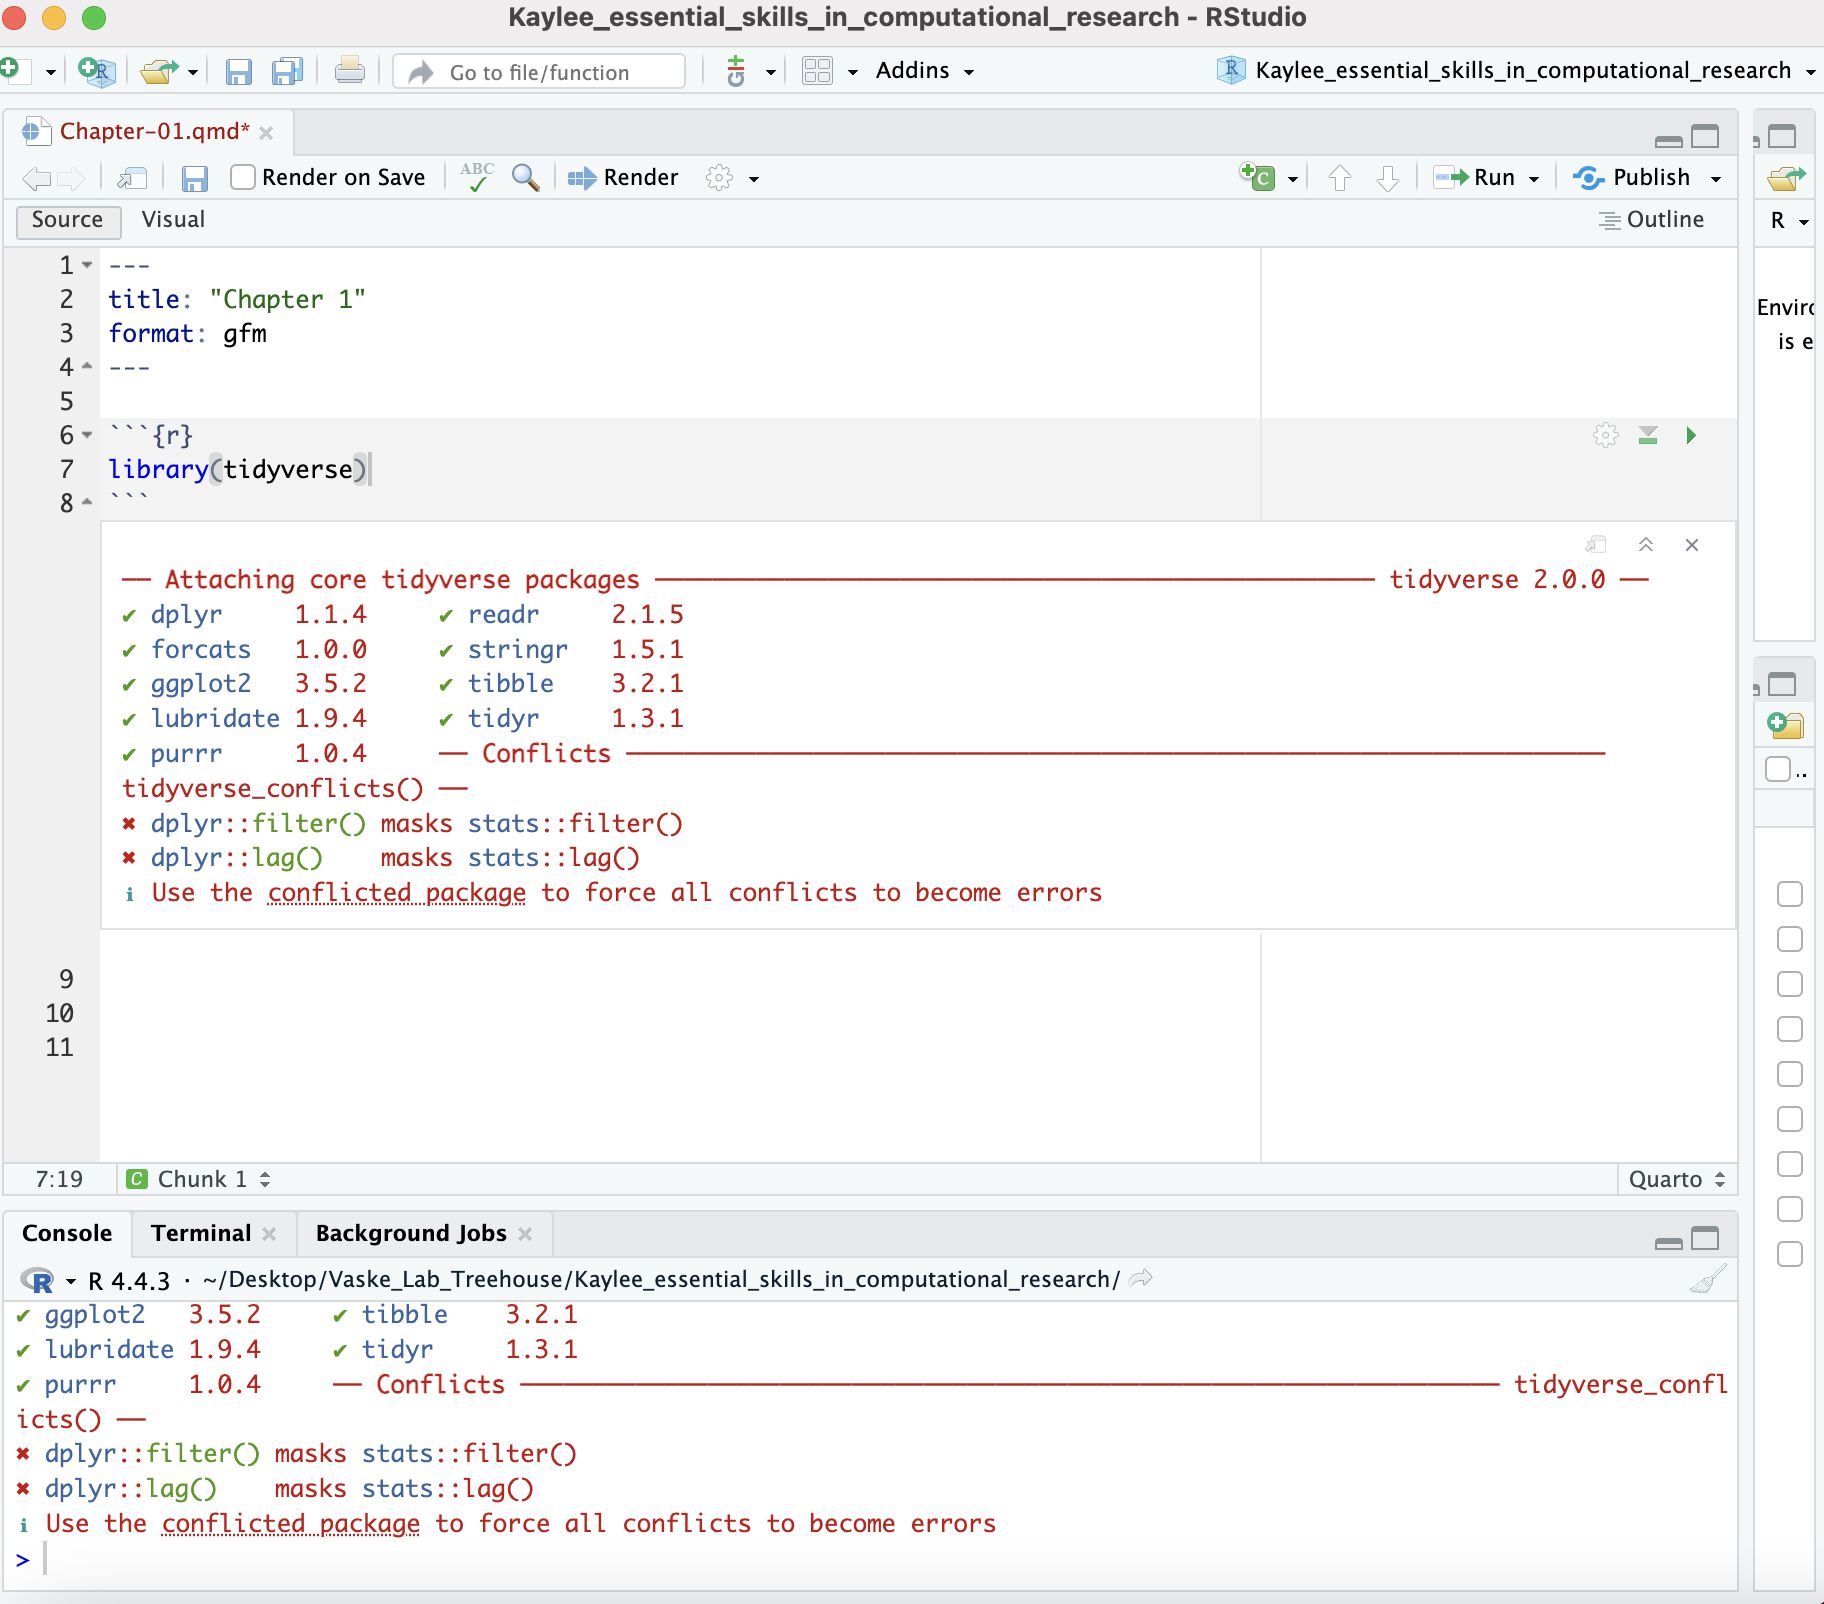 Kaylee_essential_skills_in_computational_research - RStudio
Go to file/function
Addins
Kaylee_essential_skills_in_computational_research
Chapter-01.qmd*
Render on Save
ABC
Render
Run
Publish
Source
Visual
Outline
R
1 ---
2 title: "Chapter 1"
3 format: gfm
4 ---
5
6 ```{r}
7 library(tidyverse)
8 ```
── Attaching core tidyverse packages ──────────────── tidyverse 2.0.0 ──
✔ dplyr     1.1.4     ✔ readr     2.1.5
✔ forcats   1.0.0     ✔ stringr   1.5.1
✔ ggplot2   3.5.2     ✔ tibble    3.2.1
✔ lubridate 1.9.4     ✔ tidyr     1.3.1
✔ purrr     1.0.4     ── Conflicts ────────────────
tidyverse_conflicts() ──
✖ dplyr::filter() masks stats::filter()
✖ dplyr::lag()    masks stats::lag()
ℹ Use the conflicted package to force all conflicts to become errors
9
10
11
7:19
C Chunk 1
Quarto
Enviro
is e
..
Console
Terminal
Background Jobs
R 4.4.3 · ~/Desktop/Vaske_Lab_Treehouse/Kaylee_essential_skills_in_computational_research/
✔ ggplot2   3.5.2     ✔ tibble    3.2.1
✔ lubridate 1.9.4     ✔ tidyr     1.3.1
✔ purrr     1.0.4     ── Conflicts ──────────────── tidyverse_confl
icts() ──
✖ dplyr::filter() masks stats::filter()
✖ dplyr::lag()    masks stats::lag()
ℹ Use the conflicted package to force all conflicts to become errors
>